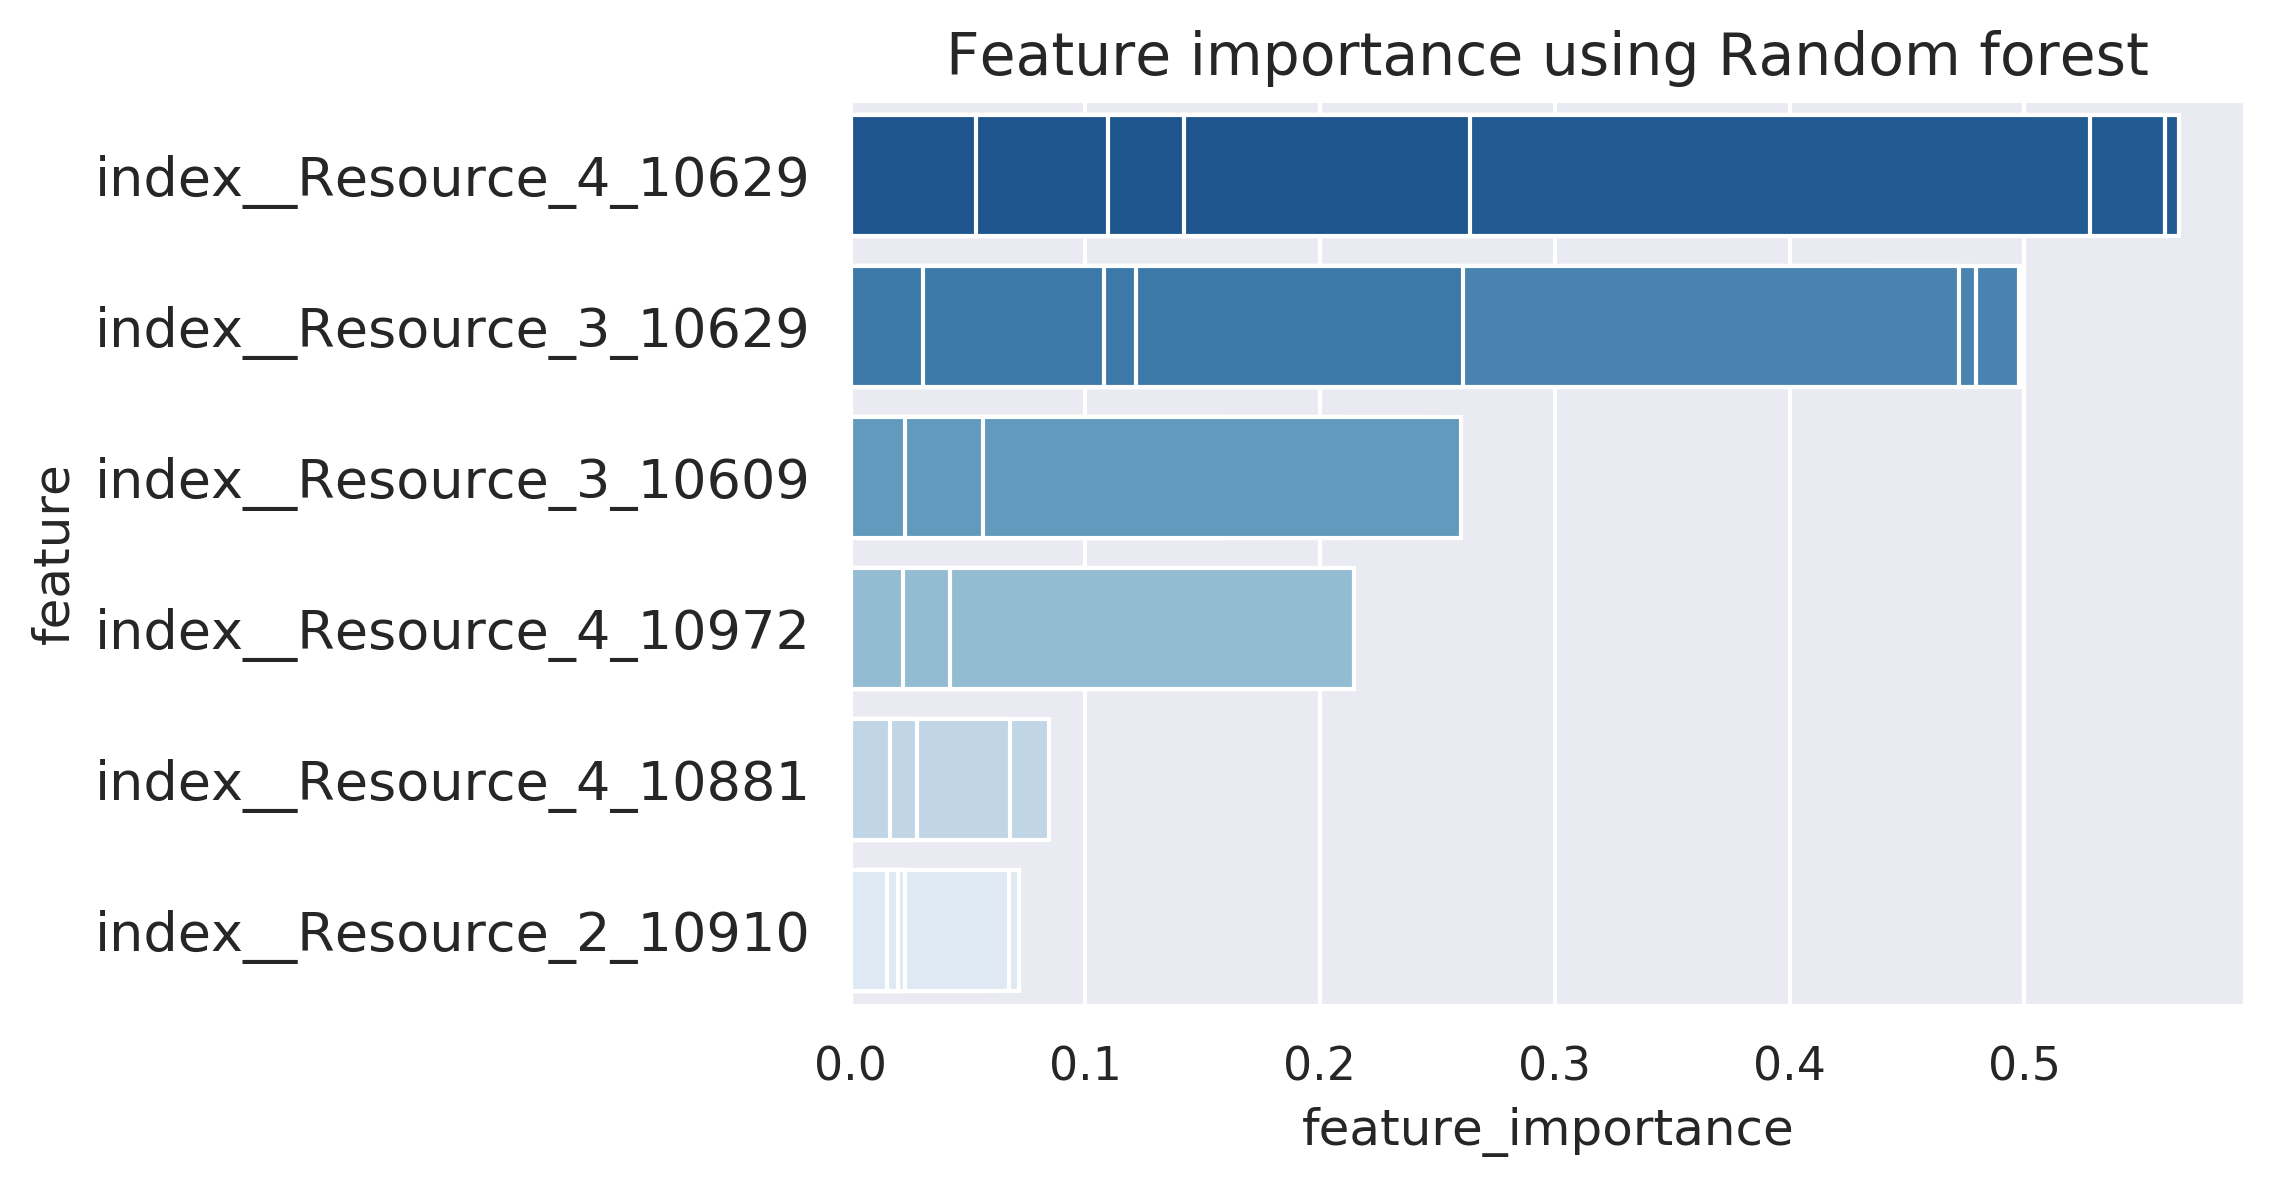 Feature importance using Random forest
feature
index__Resource_4_10629
index__Resource_3_10629
index__Resource_3_10609
index__Resource_4_10972
index__Resource_4_10881
index__Resource_2_10910
0.0 0.1 0.2 0.3 0.4 0.5
feature_importance